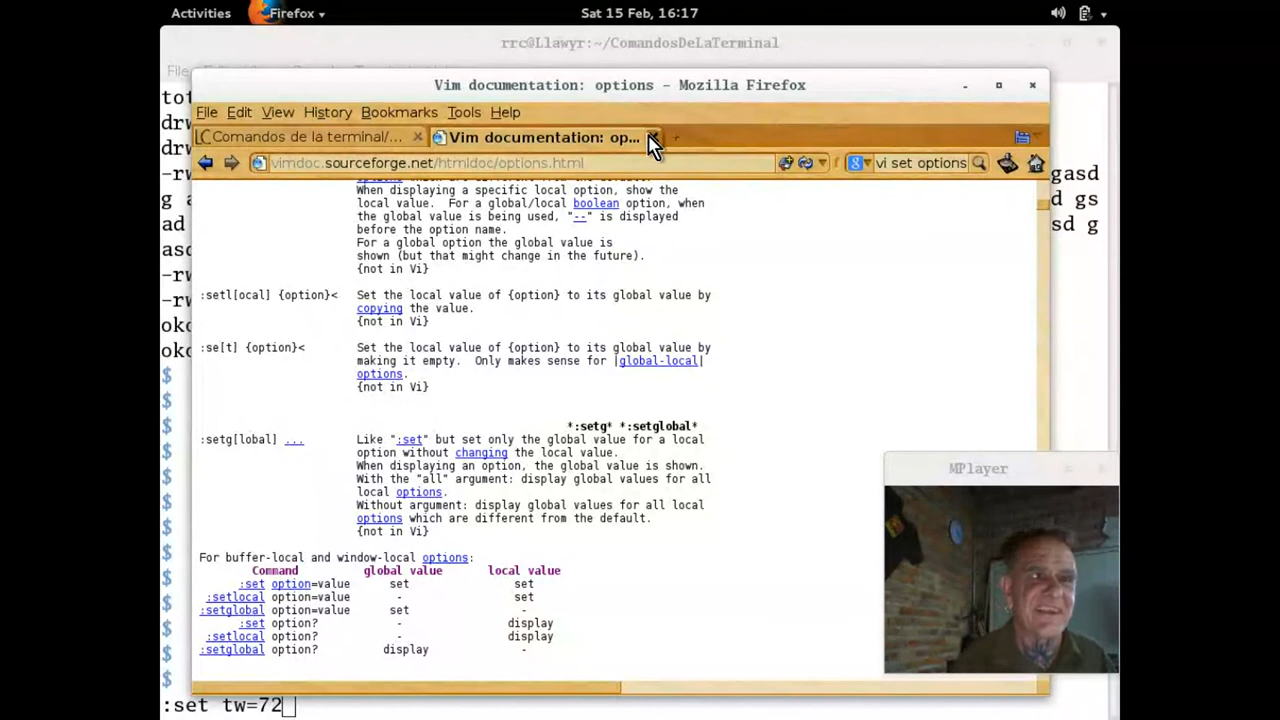 Activities Firefox Sat 15 Feb, 16:17
rrc@Llawyr:~/ComandosDeLaTerminal
File
Vim documentation: options - Mozilla Firefox
File Edit View History Bookmarks Tools Help
Comandos de la terminal/... Vim documentation: op...
vimdoc.sourceforge.net/htmldoc/options.html vi set options
tot
drw
drw
-rw gasd
g a d gs
ad sd g
asd
-rw
-rw
oko
oko
$
$
$
$
$
$
$
$
$
$
$
$
$
When displaying a specific local option, show the
local value. For a global/local boolean option, when
the global value is being used, "--" is displayed
before the option name.
For a global option the global value is
shown (but that might change in the future).
{not in Vi}
:setl[ocal] {option}< Set the local value of {option} to its global value by
copying the value.
{not in Vi}
:se[t] {option}< Set the local value of {option} to its global value by
making it empty. Only makes sense for |global-local|
options.
{not in Vi}
*:setg* *:setglobal*
:setg[lobal] ... Like ":set" but set only the global value for a local
option without changing the local value.
When displaying an option, the global value is shown.
With the "all" argument: display global values for all
local options.
Without argument: display global values for all local
options which are different from the default.
{not in Vi}
For buffer-local and window-local options:
Command global value local value
:set option=value set set
:setlocal option=value - set
:setglobal option=value set -
:set option? - display
:setlocal option? - display
:setglobal option? display -
MPlayer
:set tw=72